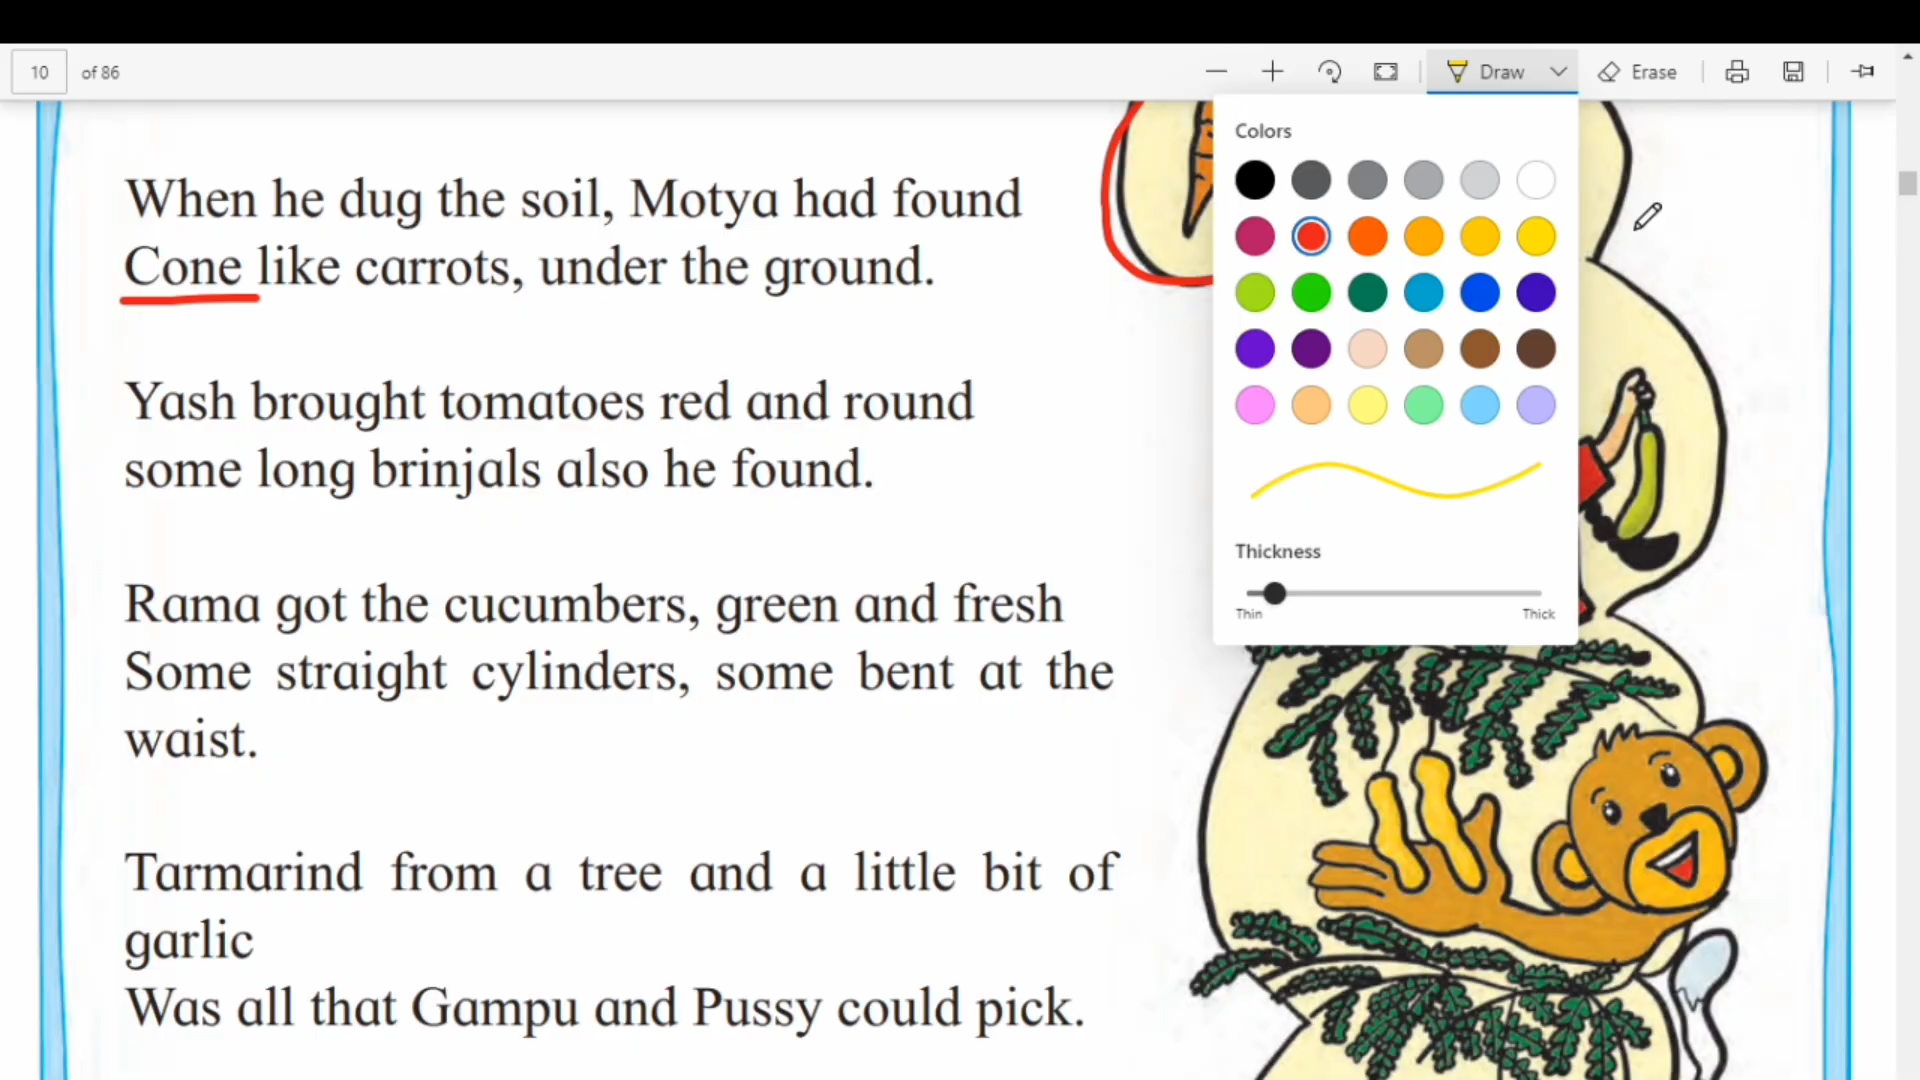 10 of 86
Draw
Erase
Colors
When he dug the soil, Motya had found
Cone like carrots, under the ground.
Yash brought tomatoes red and round
some long brinjals also he found.
Thickness
Thin
Thick
Rama got the cucumbers, green and fresh
Some straight cylinders, some bent at the
waist.
Tarmarind from a tree and a little bit of
garlic
Was all that Gampu and Pussy could pick.